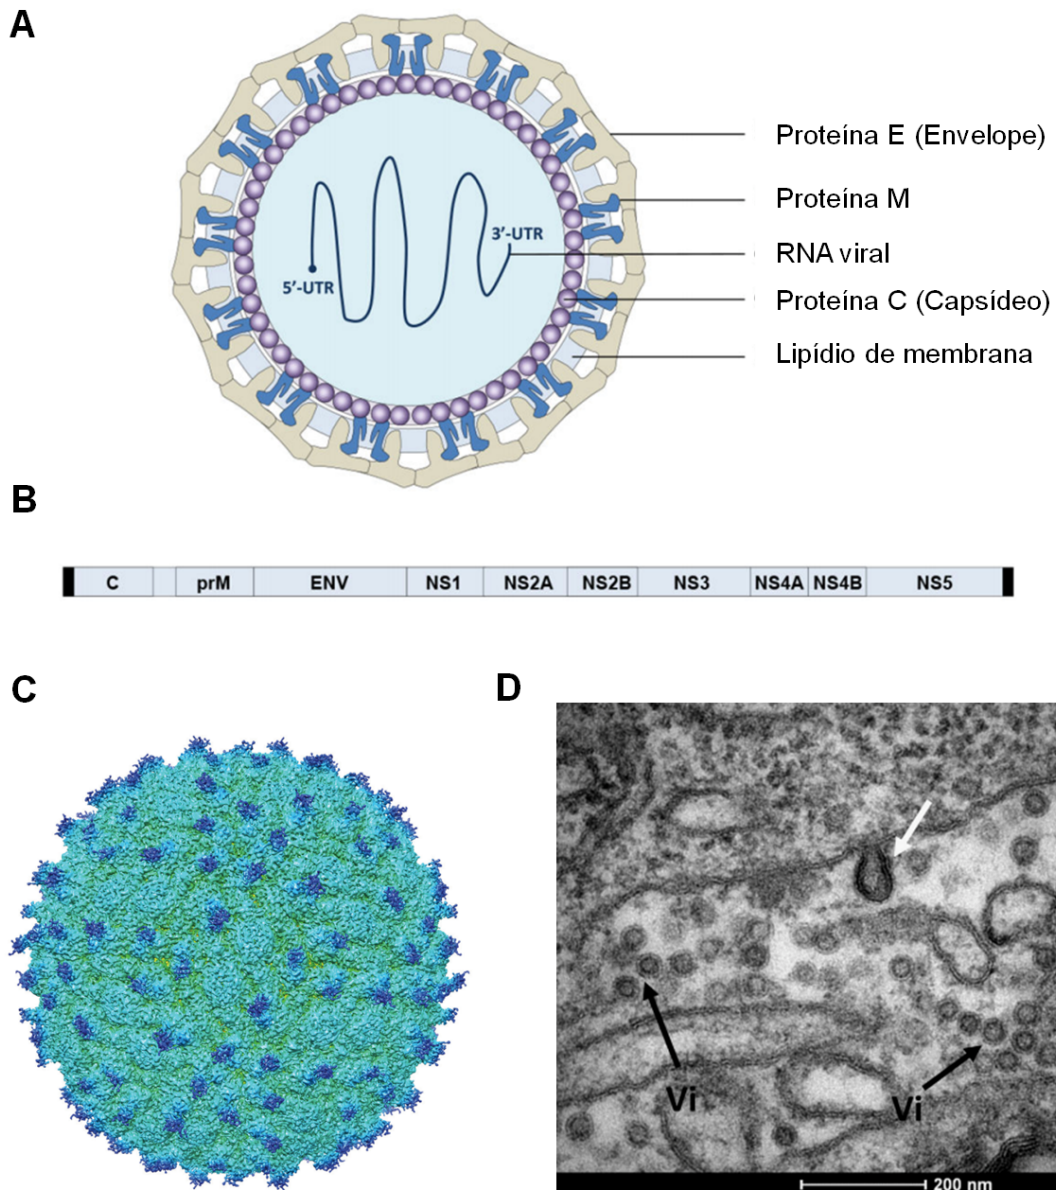 A
Proteína E (Envelope)
Proteína M
3'-UTR
RNA viral
5'-UTR
Proteína C (Capsídeo)
Lipídio de membrana
B
C prM ENV NS1 NS2A NS2B NS3 NS4A NS4B NS5
C
D
Vi
Vi
200 nm